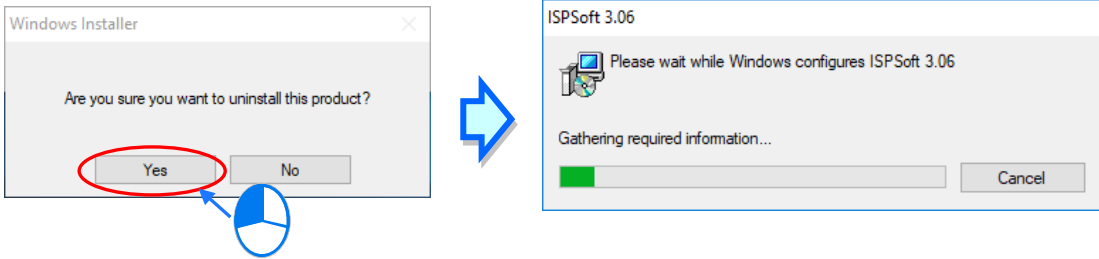 Windows Installer
Are you sure you want to uninstall this product?
Yes
No
ISPSoft 3.06
Please wait while Windows configures ISPSoft 3.06
Gathering required information...
Cancel